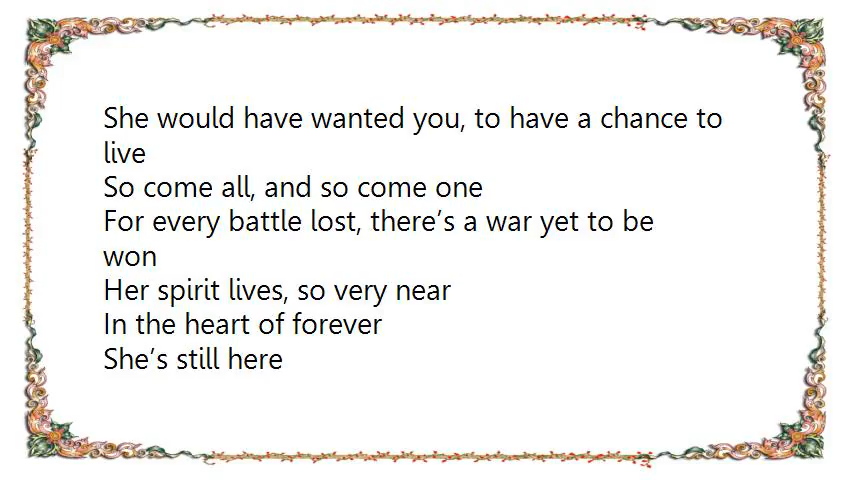 She would have wanted you, to have a chance to
live
So come all, and so come one
For every battle lost, there’s a war yet to be
won
Her spirit lives, so very near
In the heart of forever
She’s still here